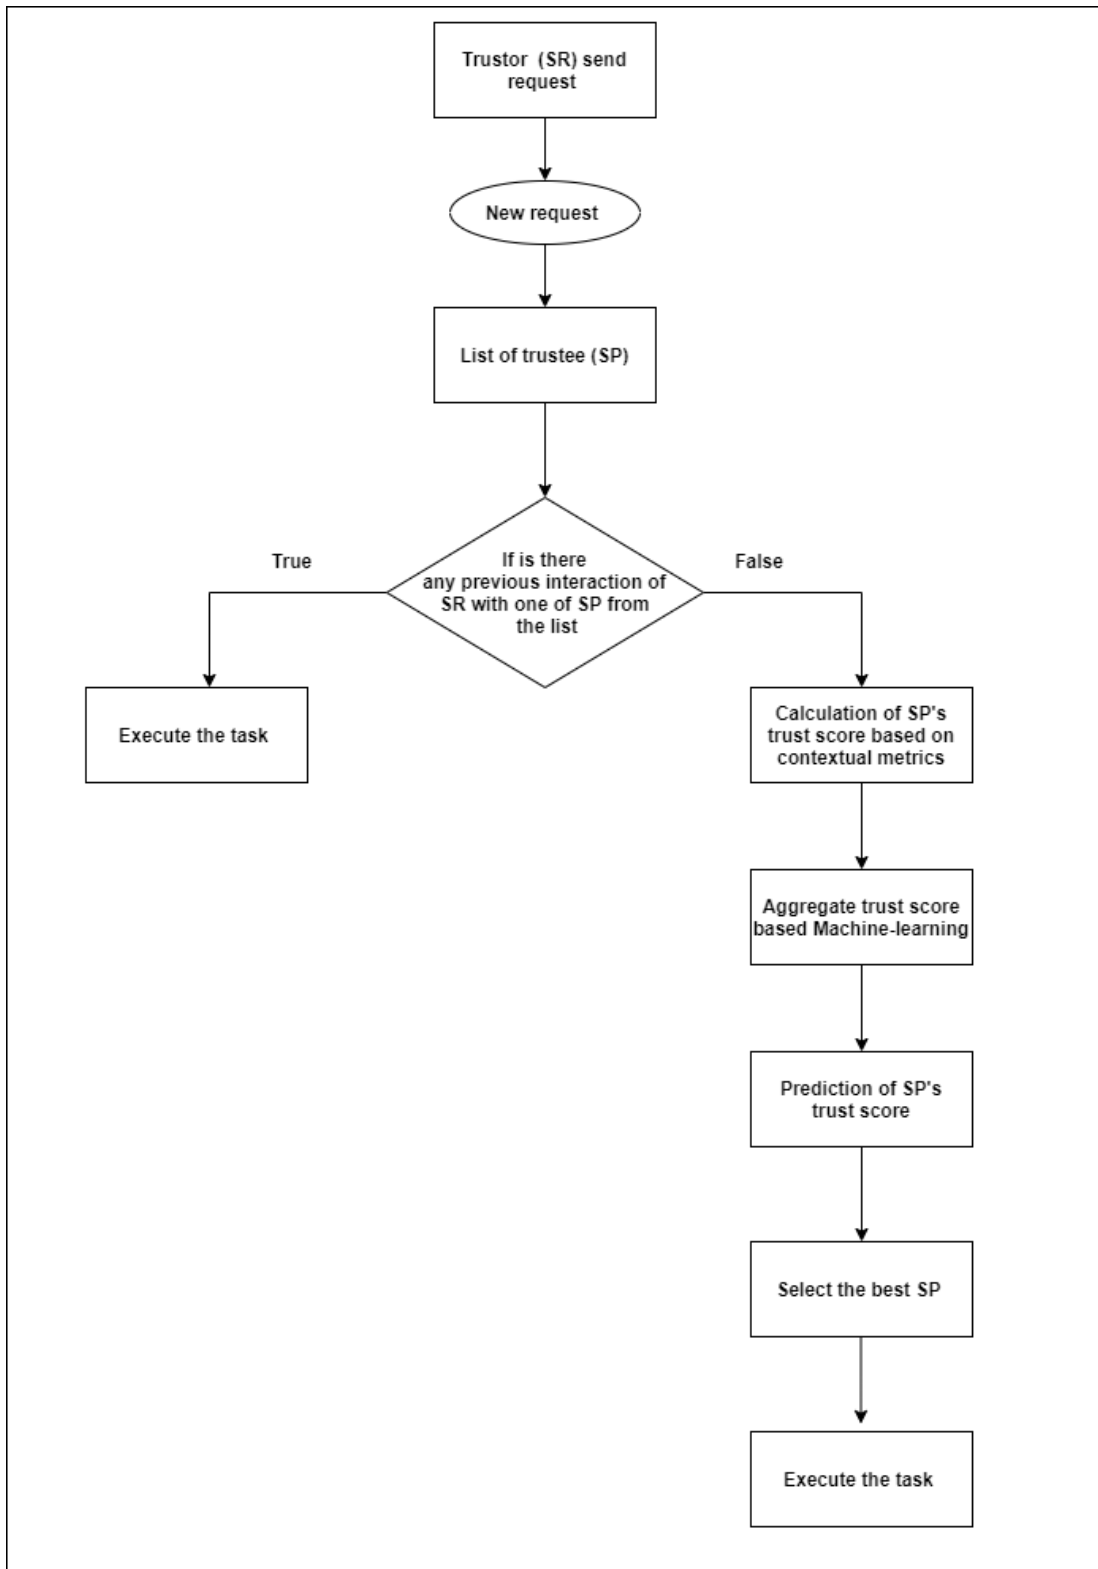 Trustor (SR) send
request
New request
List of trustee (SP)
If is there
any previous interaction of
SR with one of SP from
the list
True
False
Execute the task
Calculation of SP's
trust score based on
contextual metrics
Aggregate trust score
based Machine-learning
Prediction of SP's
trust score
Select the best SP
Execute the task